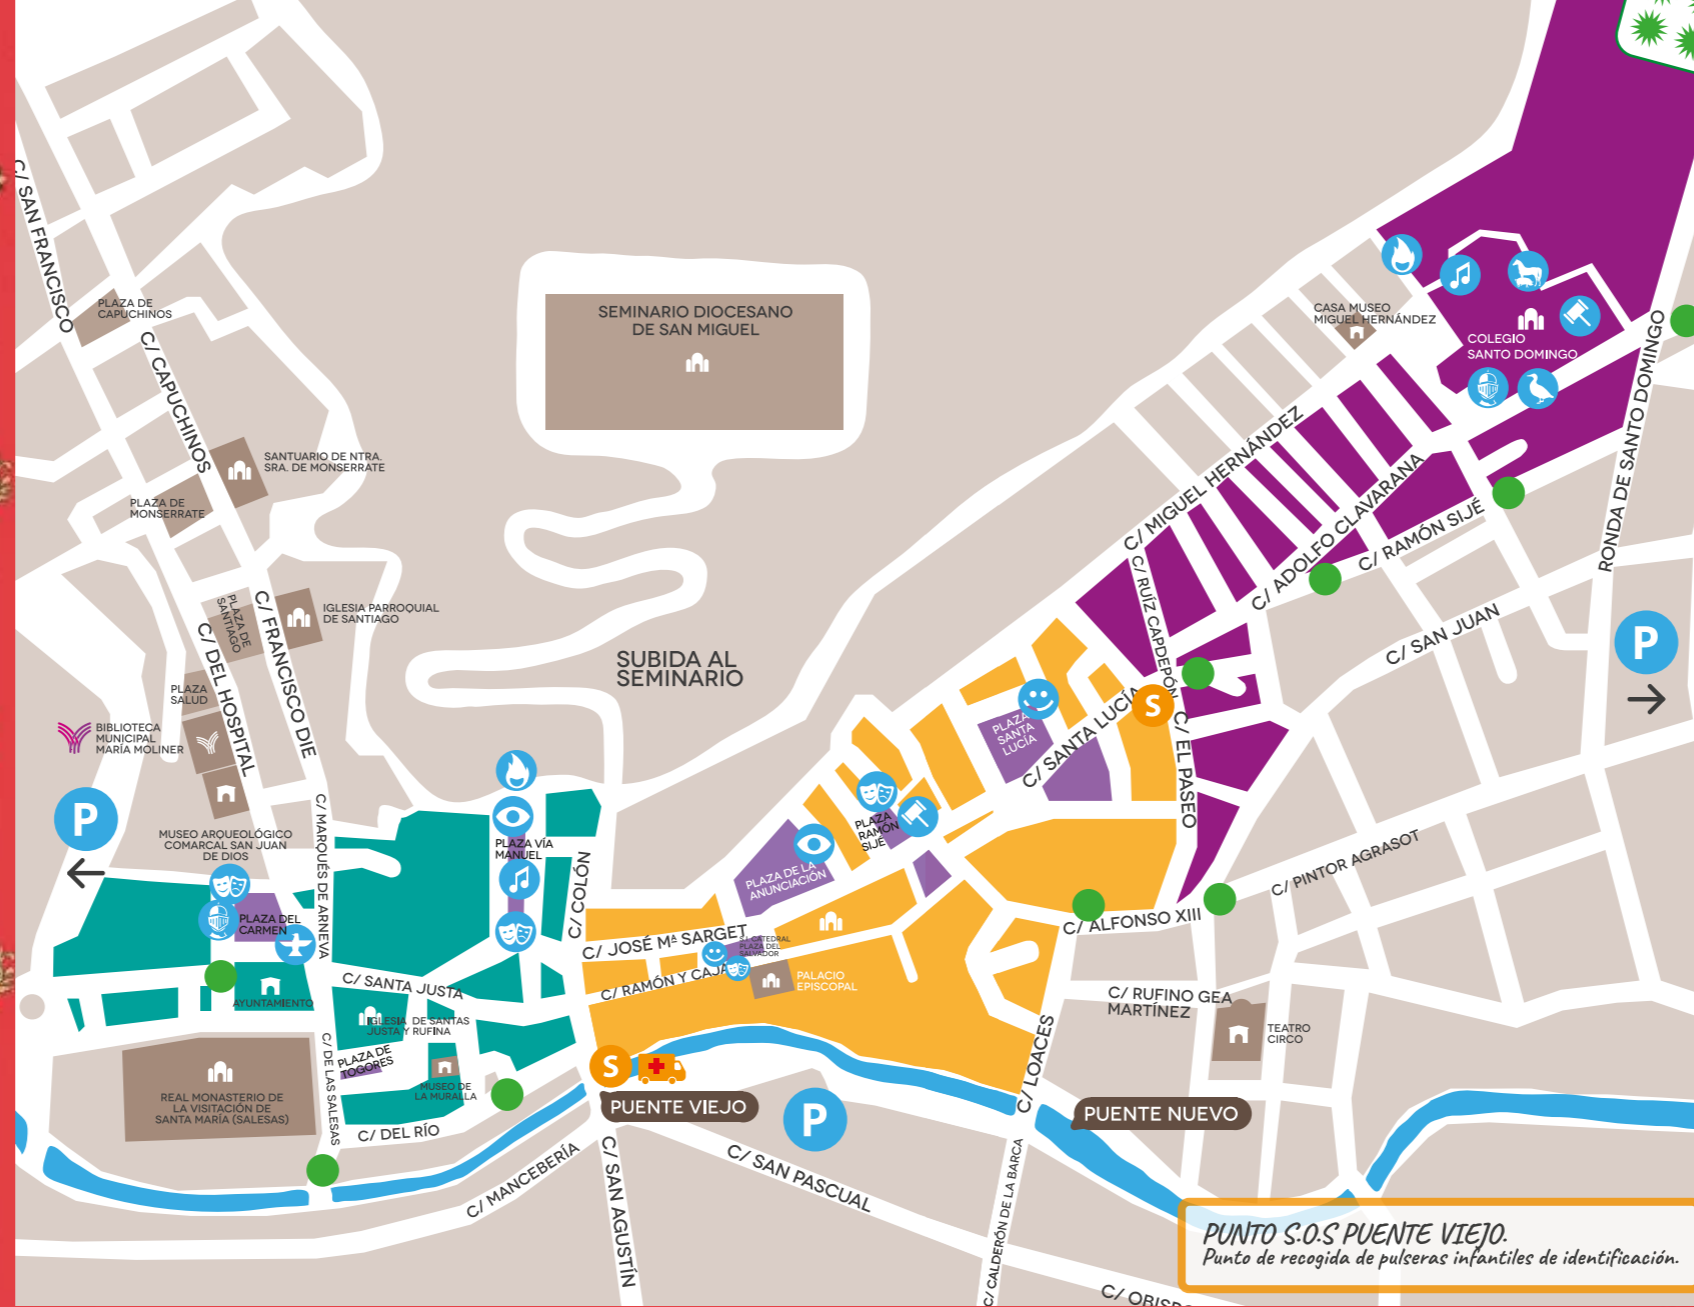 C/ SAN FRANCISCO
PLAZA DE
CAPUCHINOS
C/ CAPUCHINOS
SEMINARIO DIOCESANO
DE SAN MIGUEL
CASA MUSEO
MIGUEL HERNÁNDEZ
COLEGIO
SANTO DOMINGO
RONDA DE SANTO DOMINGO
SANTUARIO DE NTRA.
SRA. DE MONSERRATE
PLAZA DE
MONSERRATE
C/ MIGUEL HERNÁNDEZ
C/ ADOLFO CLAVARANA
C/ RAMÓN SIJÉ
C/ RUÍZ CAPDEPÓN
PLAZA DE
SANTIAGO
C/ FRANCISCO DIE
IGLESIA PARROQUIAL
DE SANTIAGO
C/ DEL HOSPITAL
C/ SAN JUAN
P
SUBIDA AL
SEMINARIO
PLAZA
SALUD
BIBLIOTECA
MUNICIPAL
MARÍA MOLINER
PLAZA
SANTA
LUCÍA
C/ SANTA LUCÍA
S
C/ EL PASEO
P
C/ MARQUÉS DE ARNEVA
MUSEO ARQUEOLÓGICO
COMARCAL SAN JUAN
DE DIOS
PLAZA VÍA
MANUEL
C/ COLÓN
PLAZA
RAMÓN
SIJÉ
PLAZA DE LA
ANUNCIACIÓN
C/ PINTOR AGRASOT
PLAZA DEL
CARMEN
C/ ALFONSO XIII
C/ JOSÉ Mª SARGET
S.I. CATEDRAL
PLAZA DEL
SALVADOR
C/ RAMÓN Y CAJAL
PALACIO
EPISCOPAL
C/ SANTA JUSTA
AYUNTAMIENTO
IGLESIA DE SANTAS
JUSTA Y RUFINA
C/ RUFINO GEA
MARTÍNEZ
TEATRO
CIRCO
PLAZA DE
TOGORES
C/ DE LAS SALESAS
MUSEO DE
LA MURALLA
REAL MONASTERIO DE
LA VISITACIÓN DE
SANTA MARÍA (SALESAS)
C/ DEL RÍO
S
PUENTE VIEJO
P
C/ LOACES
PUENTE NUEVO
C/ MANCEBERÍA
C/ SAN AGUSTÍN
C/ SAN PASCUAL
C/ CALDERÓN DE LA BARCA
PUNTO S.O.S PUENTE VIEJO.
Punto de recogida de pulseras infantiles de identificación.